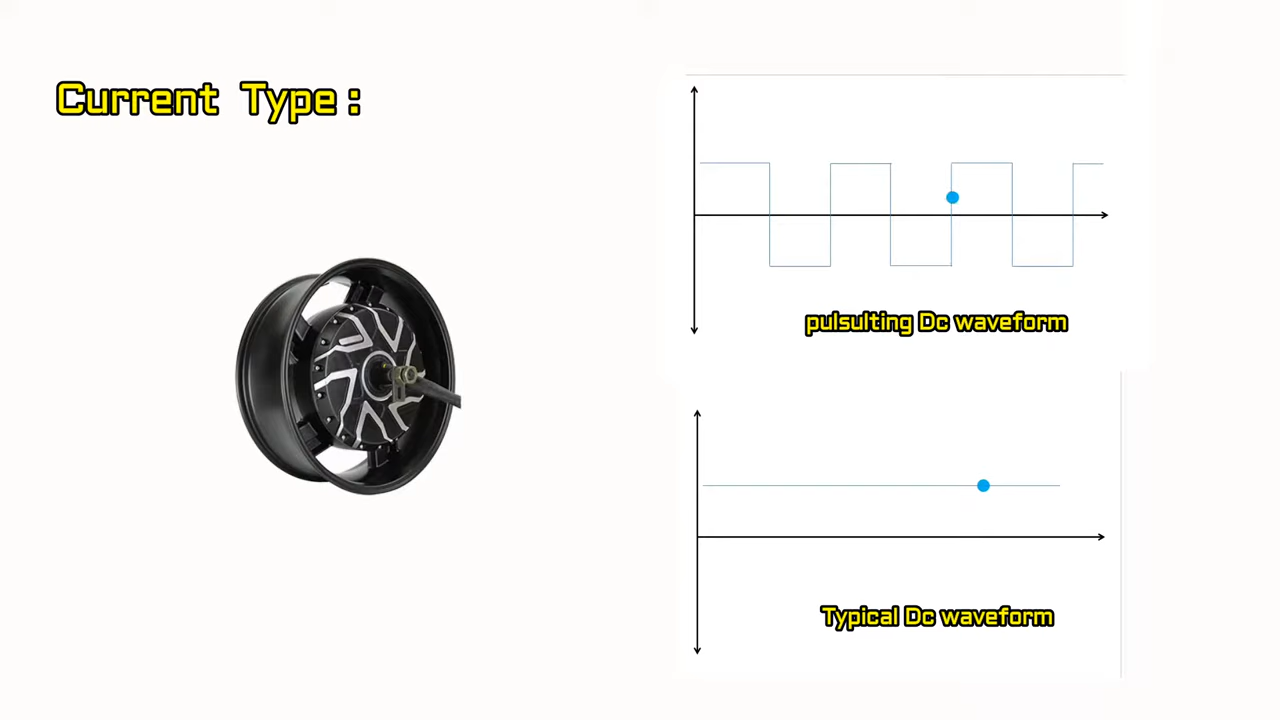 Current Type :
pulsulting Dc waveform
Typical Dc waveform